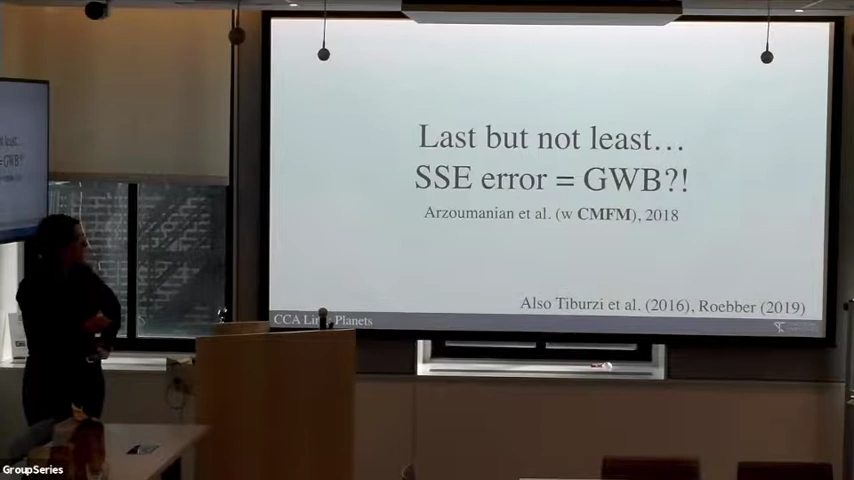 Last but not least…
SSE error = GWB?!
Arzoumanian et al. (w CMFM), 2018
Also Tiburzi et al. (2016), Roebber (2019)
CCA Planets
GroupSeries